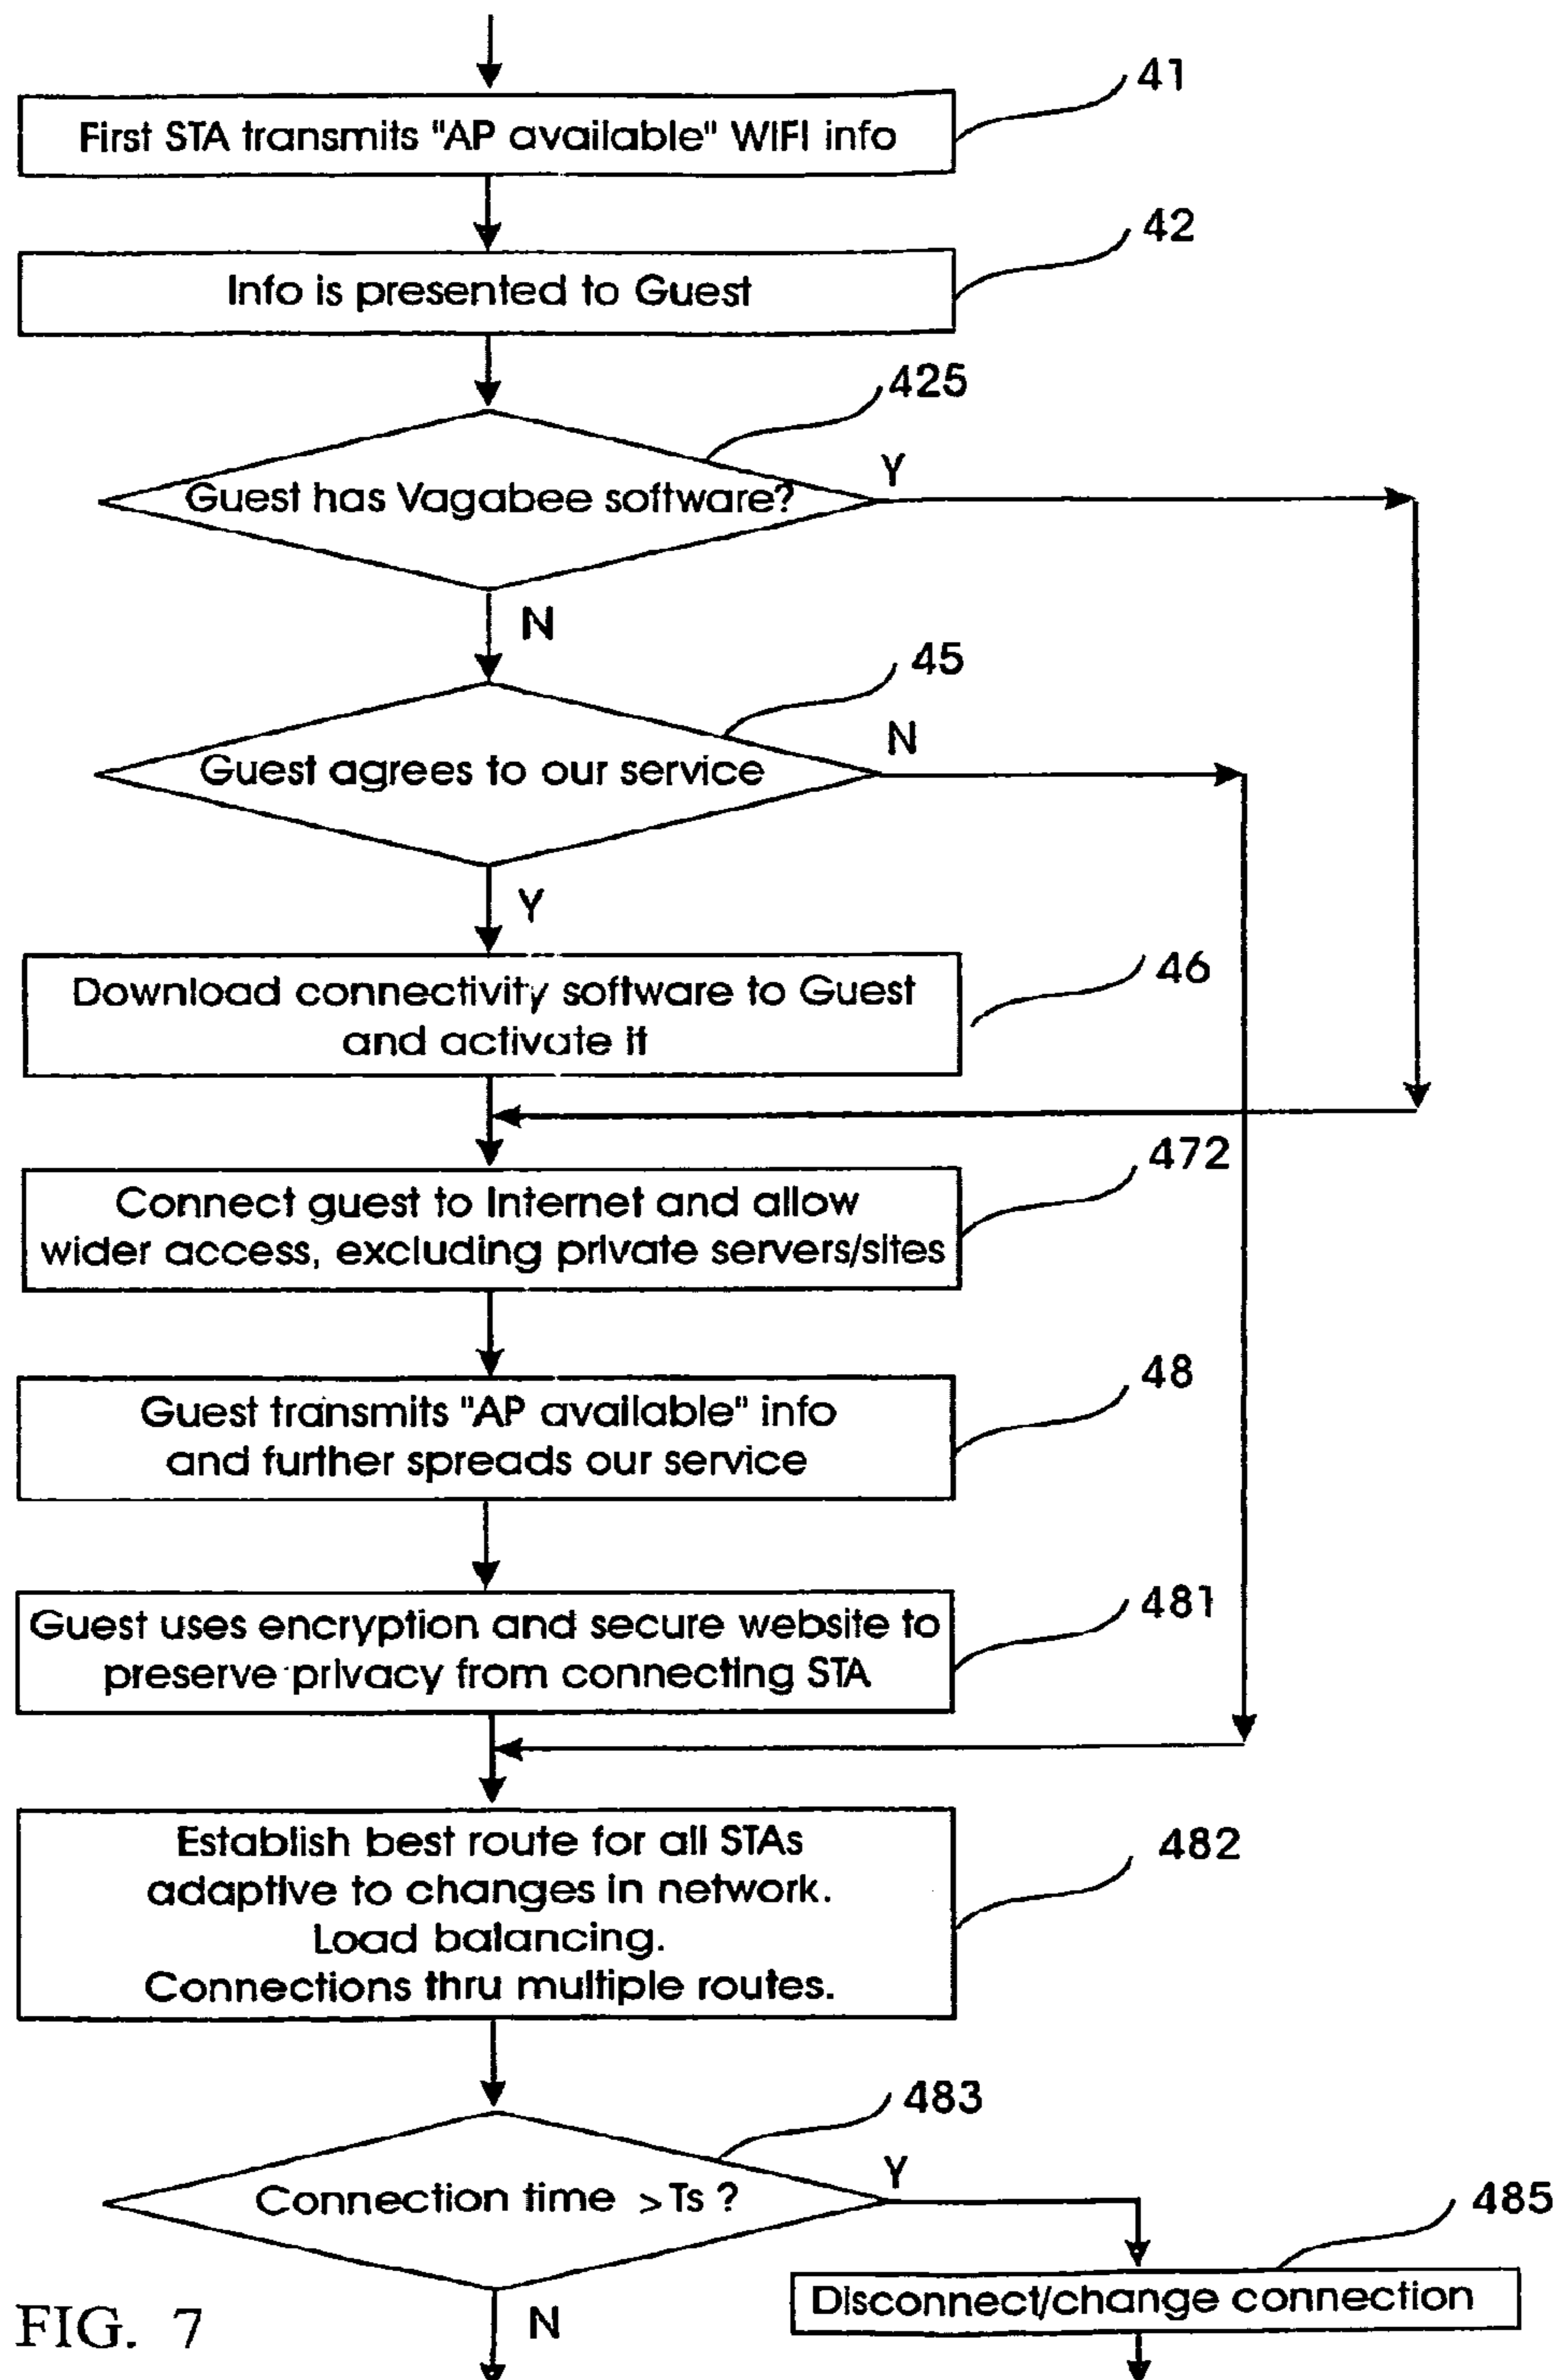 41
First STA transmits "AP available" WIFI info
42
Info is presented to Guest
425
Guest has Vagabee software?
Y
N
45
Guest agrees to our service
N
Y
46
Download connectivity software to Guest
and activate it
472
Connect guest to Internet and allow
wider access, excluding private servers/sites
48
Guest transmits "AP available" info
and further spreads our service
481
Guest uses encryption and secure website to
preserve privacy from connecting STA
482
Establish best route for all STAs
adaptive to changes in network.
Load balancing.
Connections thru multiple routes.
483
Connection time >Ts ?
Y
485
Disconnect/change connection
N
FIG. 7